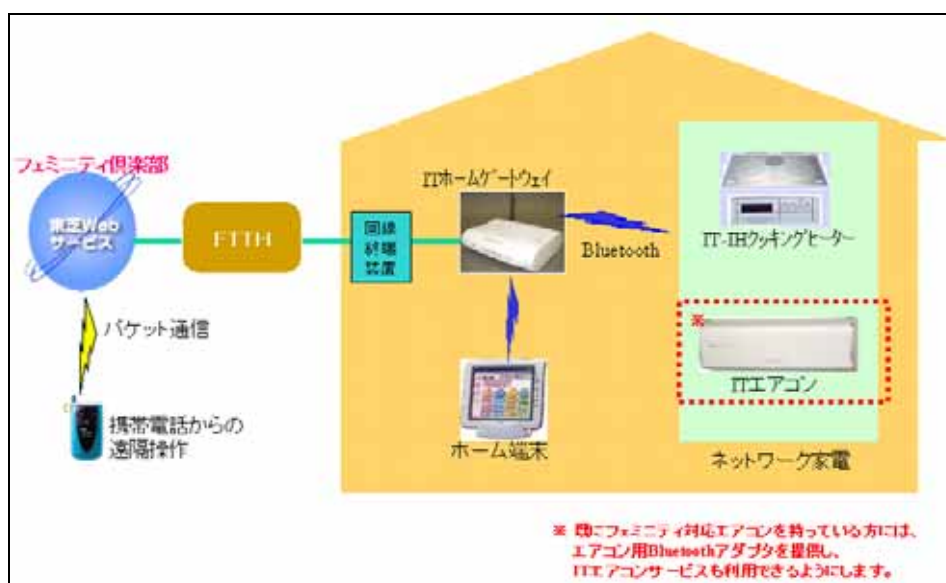 フェミニティ倶楽部
東芝Web
サービス
FTTH
回線
終端
装置
ITホームゲートウェイ
Bluetooth
IT-IHクッキングヒーター
※
ITエアコン
ネットワーク家電
パケット通信
携帯電話からの
遠隔操作
ホーム端末
※ 既にフェミニティ対応エアコンを持っている方には、
エアコン用Bluetoothアダプタを提供し、
ITエアコンサービスも利用できるようにします。